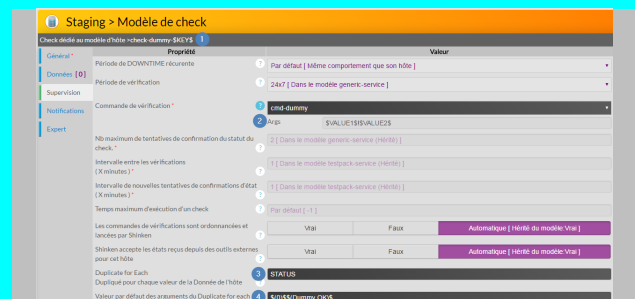 Staging > Modèle de check
Check dédié au modèle d'hôte >check-dummy-$KEY$ 1
Propriété Valeur
Général *
Données [0]
Supervision
Notifications
Expert
Période de DOWNTIME récurente ? Par défaut [ Même comportement que son hôte ]
Période de vérification ? 24x7 [ Dans le modèle generic-service ]
Commande de vérification * ? cmd-dummy
2 Args $VALUE1$!$VALUE2$
Nb maximum de tentatives de confirmation du statut du
check. * ? 2 [ Dans le modèle generic-service (Hérité) ]
Intervalle entre les vérifications
( X minutes ) * ? 1 [ Dans le modèle testpack-service (Hérité) ]
Intervalle de nouvelles tentatives de confirmations d'état
( X minutes ) * ? 1 [ Dans le modèle testpack-service (Hérité) ]
Temps maximum d'exécution d'un check ? Par défaut [ -1 ]
Les commandes de vérifications sont ordonnancées et
lancées par Shinken ? Vrai Faux Automatique [ Hérité du modèle:Vrai ]
Shinken accepte les états reçus depuis des outils externes
pour cet hôte ? Vrai Faux Automatique [ Hérité du modèle:Vrai ]
Duplicate for Each 3 STATUS
Dupliqué pour chaque valeur de la Donnée de l'hôte ?
Valeur par défaut des arguments du Duplicate for each 4 $(0)$$(Dummy OK)$